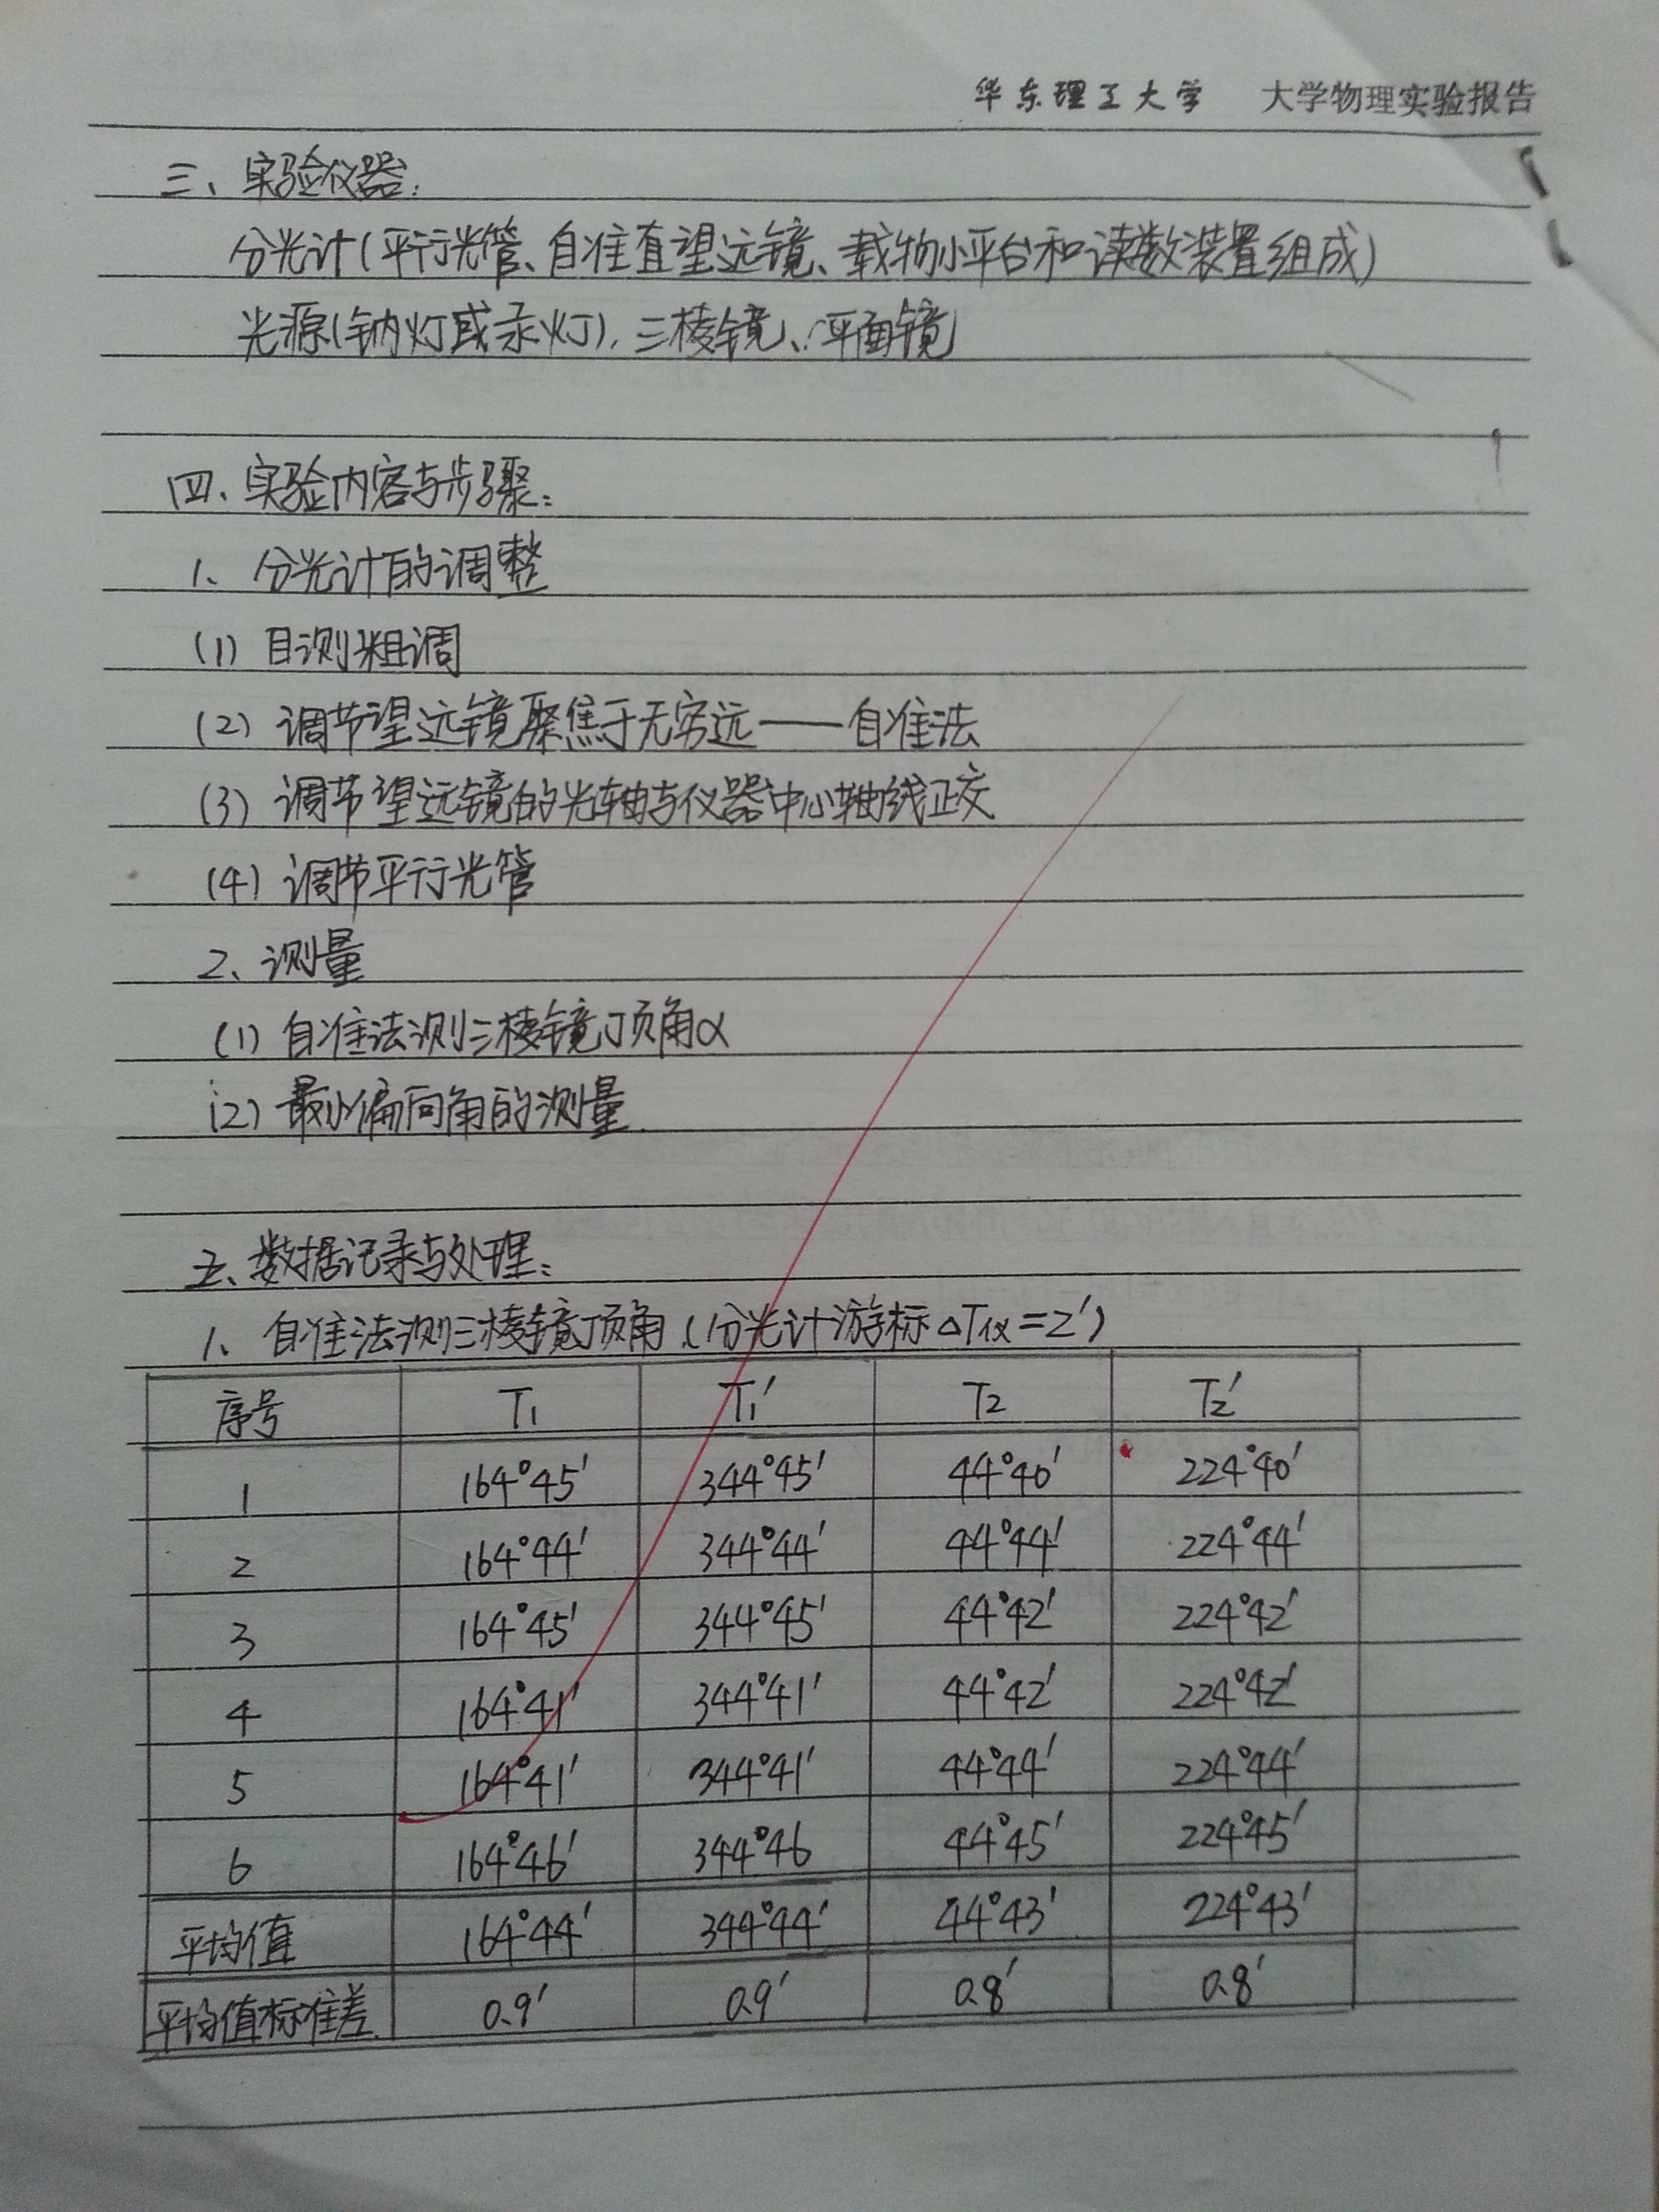 华东理工大学 大学物理实验报告
三、实验仪器:
分光计(平行光管、自准直望远镜、载物小平台和读数装置组成)
光源(钠灯或汞灯)、三棱镜、平面镜
四、实验内容与步骤:
1、分光计的调整
(1) 目测粗调
(2) 调节望远镜聚焦于无穷远——自准法
(3) 调节望远镜的光轴与仪器中心轴线正交
(4) 调节平行光管
2、测量
(1) 自准法测三棱镜顶角α
(2) 最小偏向角的测量.
五、数据记录与处理:
1、自准法测三棱镜顶角(分光计游标ΔT仪=2′)
序号 T₁ T₁′ T₂ T₂′
1 164°45′ 344°45′ 44°40′ 224°40′
2 164°44′ 344°44′ 44°44′ 224°44′
3 164°45′ 344°45′ 44°42′ 224°42′
4 164°41′ 344°41′ 44°42′ 224°42′
5 164°41′ 344°41′ 44°44′ 224°44′
6 164°46′ 344°46 44°45′ 224°45′
平均值 164°44′ 344°44′ 44°43′ 224°43′
平均值标准差 0.9′ 0.9′ 0.8′ 0.8′